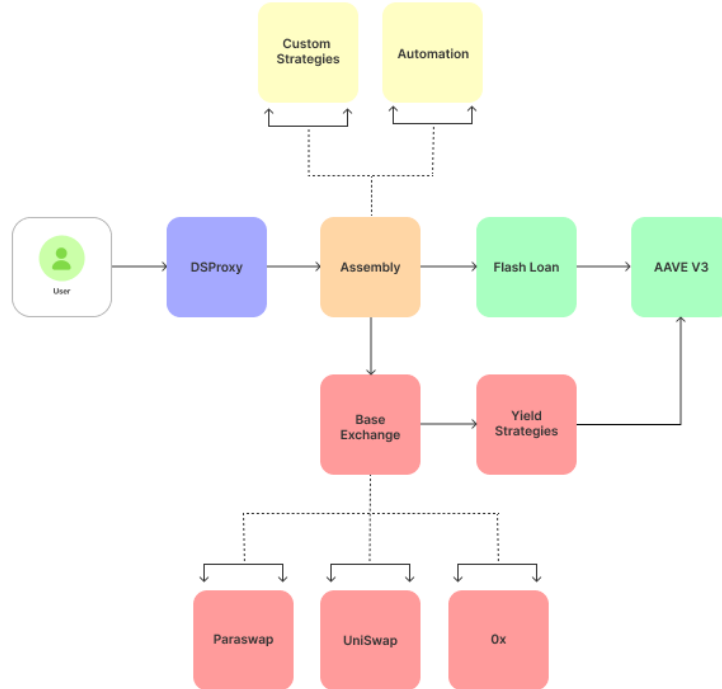 Custom
Strategies
Automation
User
DSProxy
Assembly
Flash Loan
AAVE V3
Base
Exchange
Yield
Strategies
Paraswap
UniSwap
0x